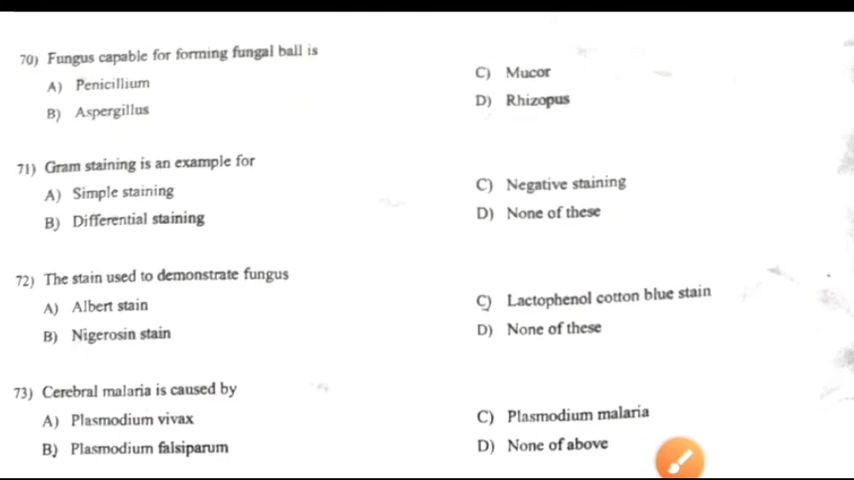 70) Fungus capable for forming fungal ball is
A) Penicillium
B) Aspergillus
C) Mucor
D) Rhizopus
71) Gram staining is an example for
A) Simple staining
B) Differential staining
C) Negative staining
D) None of these
72) The stain used to demonstrate fungus
A) Albert stain
B) Nigerosin stain
C) Lactophenol cotton blue stain
D) None of these
73) Cerebral malaria is caused by
A) Plasmodium vivax
B) Plasmodium falsiparum
C) Plasmodium malaria
D) None of above